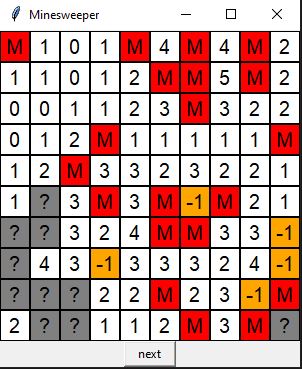 Minesweeper
M 1 0 1 M 4 M 4 M 2
1 1 0 1 2 M M 5 M 2
0 0 1 1 2 3 M 3 2 2
0 1 2 M 1 1 1 1 1 M
1 2 M 3 3 2 3 2 2 1
1 ? 3 M 3 M -1 M 2 1
? ? 3 2 4 M M 3 3 -1
? 4 3 -1 3 3 3 2 4 -1
? ? ? 2 2 M 2 3 -1 M
2 ? ? 1 1 2 M 3 M ?
next